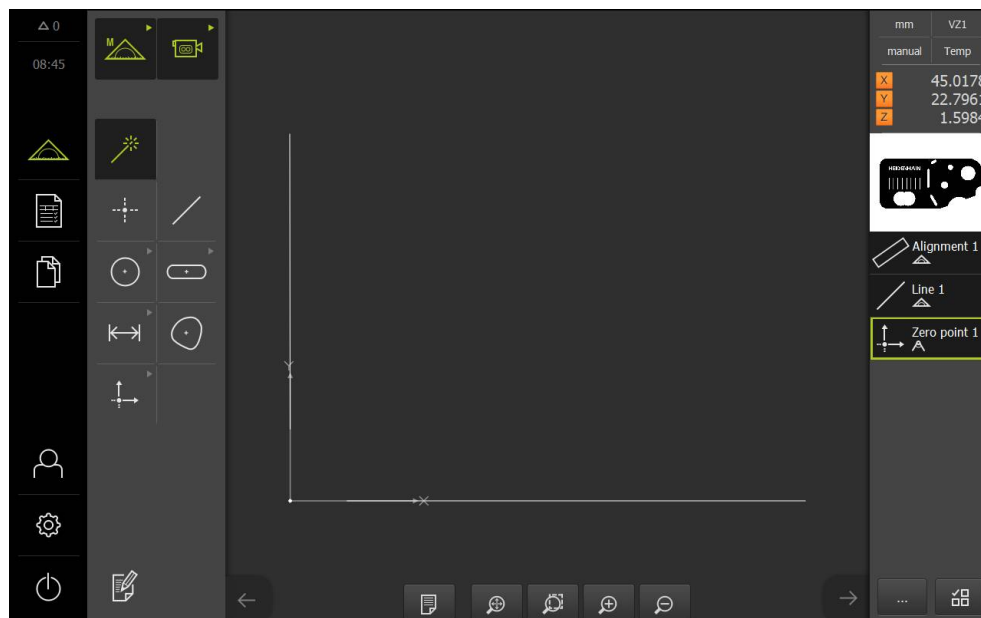 0
08:45
M
Y
X
mm VZ1
manual Temp
X 45.0178
Y 22.7961
Z 1.5984
HEIDENHAIN
Alignment 1
Line 1
Zero point 1
...